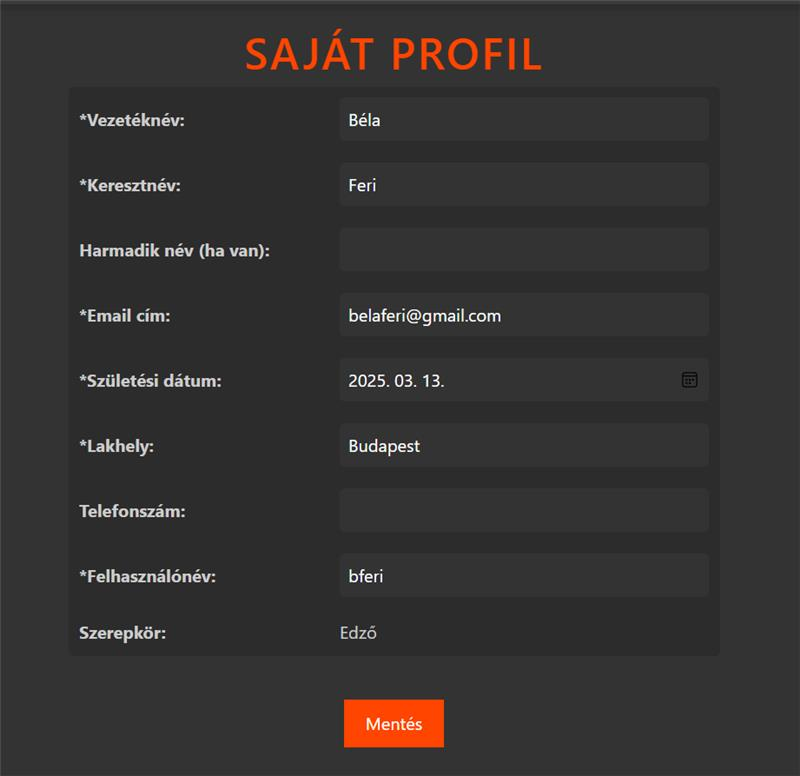 SAJÁT PROFIL
*Vezetéknév: Béla
*Keresztnév: Feri
Harmadik név (ha van):
*Email cím: belaferi@gmail.com
*Születési dátum: 2025. 03. 13.
*Lakhely: Budapest
Telefonszám:
*Felhasználónév: bferi
Szerepkör: Edző
Mentés